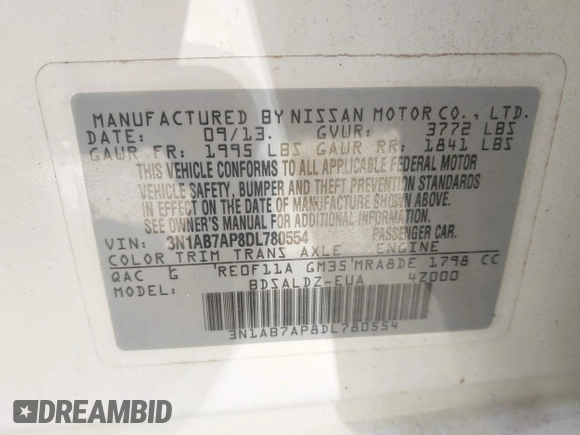 MANUFACTURED BY NISSAN MOTOR CO., LTD.
DATE: 09/13. GVWR: 3772 LBS
GAWR FR: 1995 LBS GAWR RR: 1841 LBS
THIS VEHICLE CONFORMS TO ALL APPLICABLE FEDERAL MOTOR
VEHICLE SAFETY, BUMPER AND THEFT PREVENTION STANDARDS
IN EFFECT ON THE DATE OF MANUFACTURE SHOWN ABOVE.
SEE OWNER'S MANUAL FOR ADDITIONAL INFORMATION.
VIN: 3N1AB7AP8DL780554 PASSENGER CAR.
COLOR TRIM TRANS AXLE ENGINE
QAC G 'RE0F11A GM35'MRA8DE 1798 CC
MODEL: BDSALDZ-EUA 4Z000
3N1AB7AP8DL780554
DREAMBID